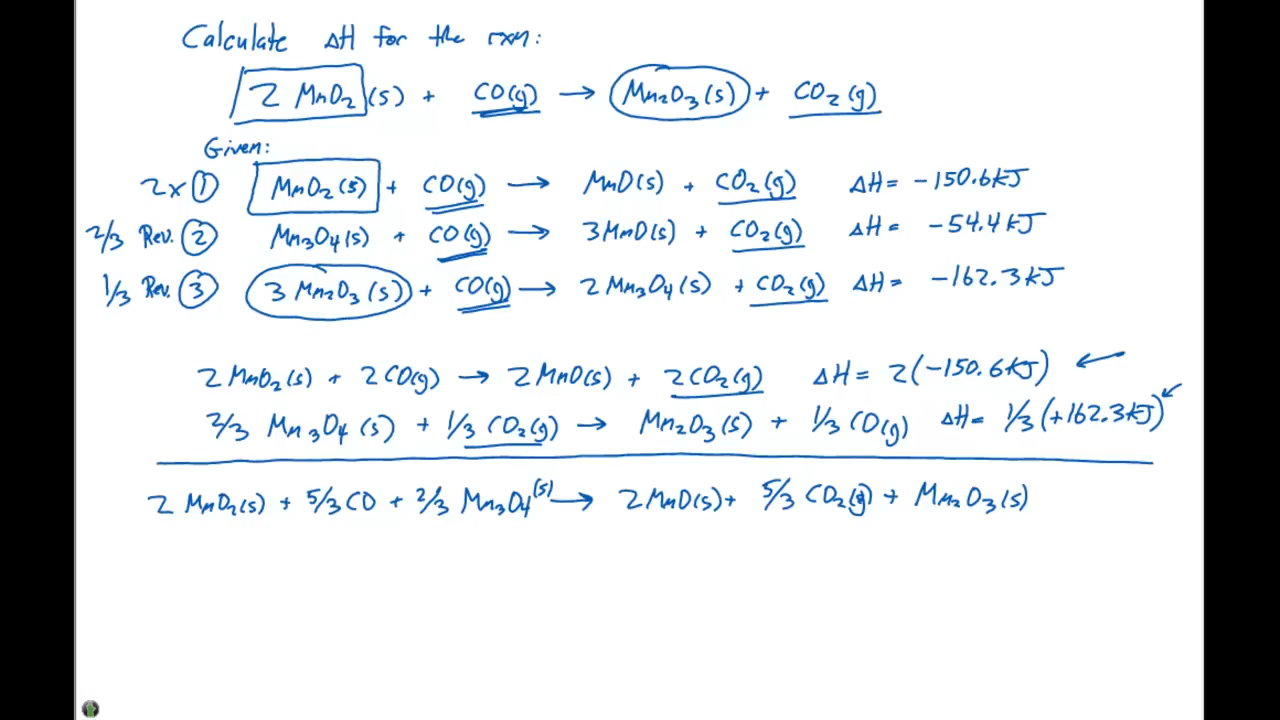 Calculate ΔH for the rxn:
2 MnO₂(s) + CO(g) → Mn₂O₃(s) + CO₂(g)
Given:
2× ① MnO₂(s) + CO(g) → MnO(s) + CO₂(g) ΔH = -150.6kJ
2/3 Rev. ② Mn₃O₄(s) + CO(g) → 3MnO(s) + CO₂(g) ΔH = -54.4kJ
1/3 Rev. ③ 3 Mn₂O₃(s) + CO(g) → 2Mn₃O₄(s) + CO₂(g) ΔH = -162.3kJ
2 MnO₂(s) + 2CO(g) → 2MnO(s) + 2CO₂(g) ΔH = 2(-150.6kJ) ←
2/3 Mn₃O₄(s) + 1/3 CO₂(g) → Mn₂O₃(s) + 1/3 CO(g) ΔH = 1/3(+162.3kJ)
2 MnO₂(s) + 5/3 CO + 2/3 Mn₃O₄(s) → 2MnO(s) + 5/3 CO₂(g) + Mn₂O₃(s)